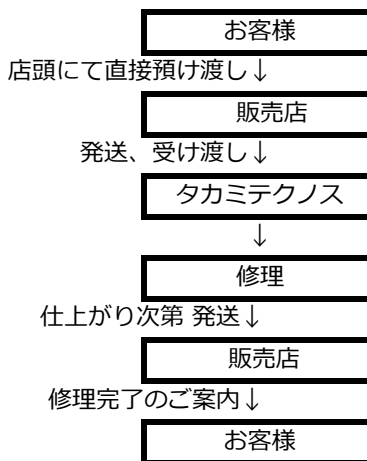 お客様
店頭にて直接預け渡し↓
販売店
発送、受け渡し↓
タカミテクノス
↓
修理
仕上がり次第 発送↓
販売店
修理完了のご案内↓
お客様